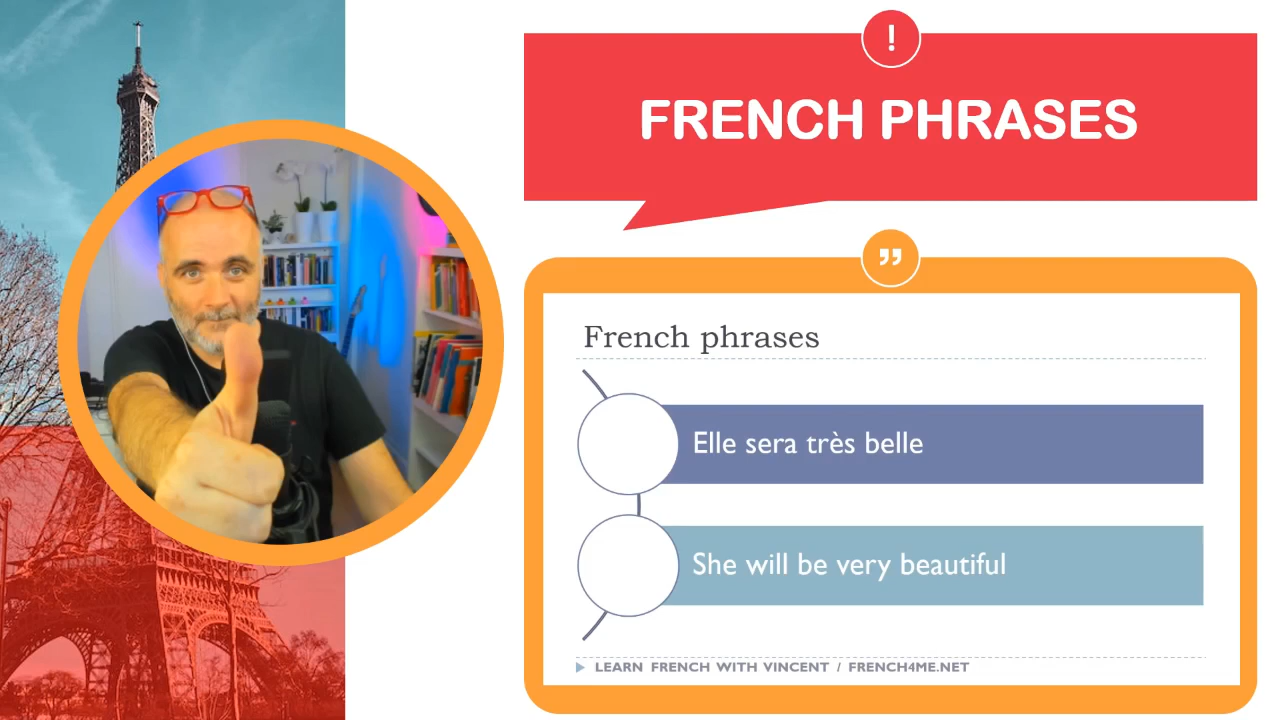 !
FRENCH PHRASES
”
French phrases
Elle sera très belle
She will be very beautiful
LEARN FRENCH WITH VINCENT / FRENCH4ME.NET